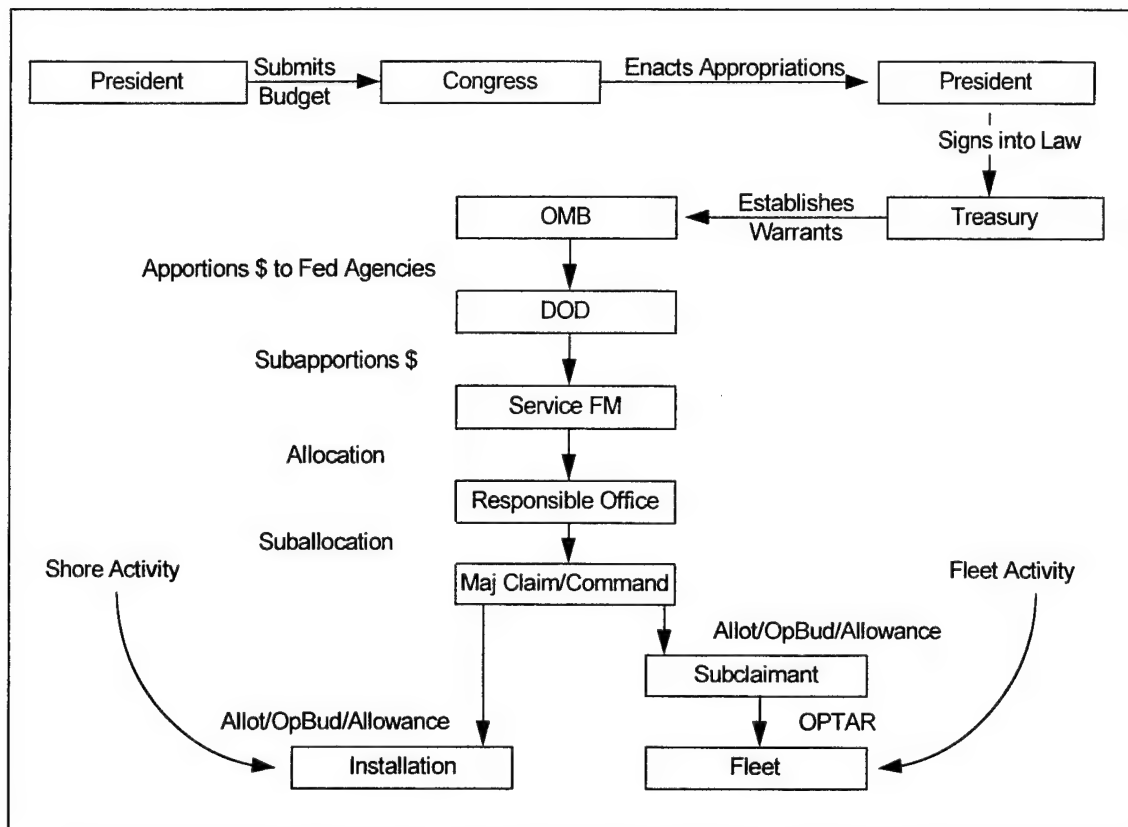 President
Submits
Budget
Congress
Enacts Appropriations
President
Signs into Law
Treasury
Establishes
Warrants
OMB
Apportions $ to Fed Agencies
DOD
Subapportions $
Service FM
Allocation
Responsible Office
Suballocation
Maj Claim/Command
Shore Activity
Fleet Activity
Allot/OpBud/Allowance
Subclaimant
OPTAR
Allot/OpBud/Allowance
Installation
Fleet